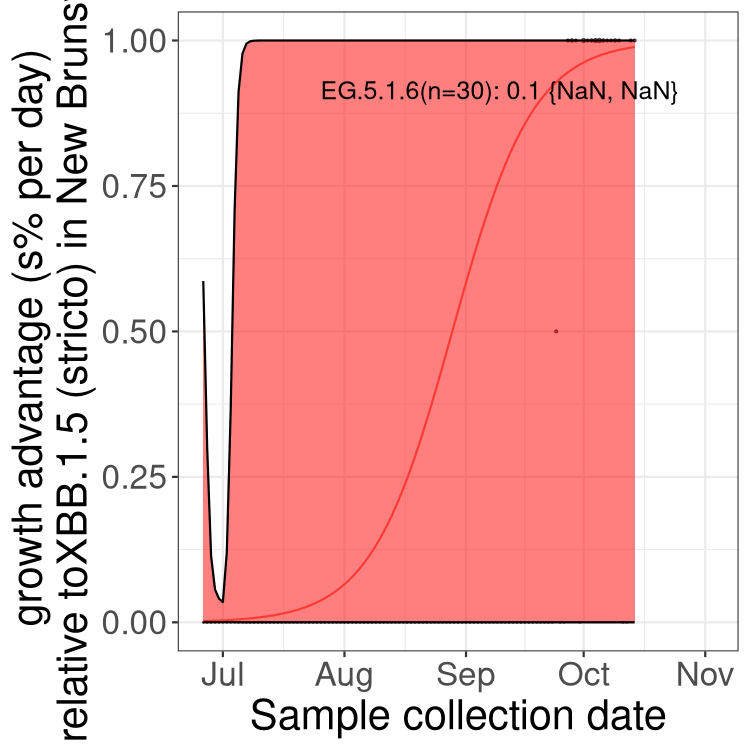 growth advantage (s% per day)
relative toXBB.1.5 (stricto) in New
1.00
0.75
0.50
0.25
0.00
EG.5.1.6(n=30): 0.1 {NaN, NaN}
Jul Aug Sep Oct Nov
Sample collection date